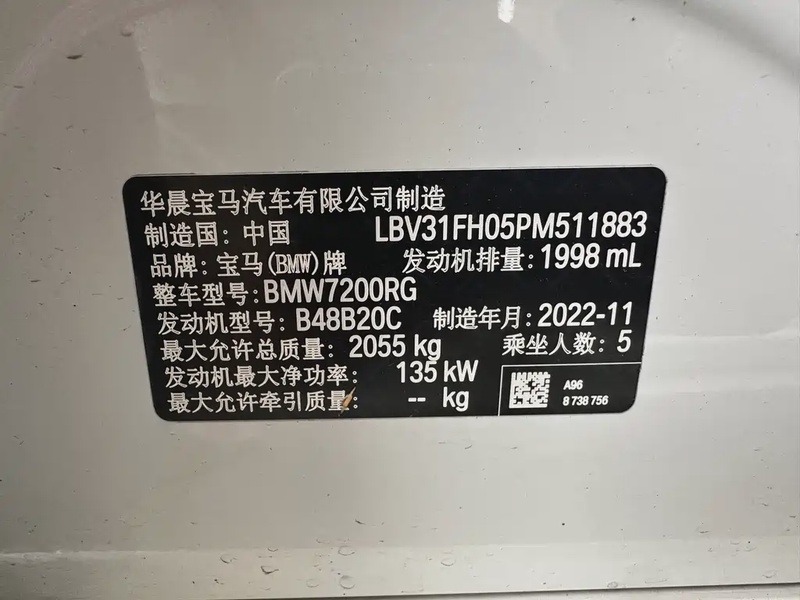 华晨宝马汽车有限公司制造
制造国：中国 LBV31FH05PM511883
品牌：宝马(BMW)牌 发动机排量：1998 mL
整车型号：BMW7200RG
发动机型号：B48B20C 制造年月：2022-11
最大允许总质量：2055 kg 乘坐人数：5
发动机最大净功率：135 kW
最大允许牵引质量：-- kg
A96
8 738 756